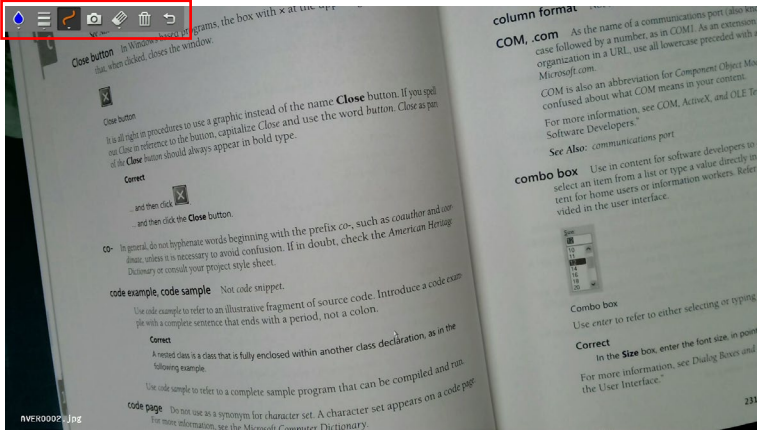 Close button In Windows-based programs, the box with × at the
that, when clicked, closes the window.
Close button
It is all right in procedures to use a graphic instead of the name Close button. If you spell
out Close in reference to the button, capitalize Close and use the word button. Close as part
of the Close button should always appear in bold type.
Correct
... and then click
... and then click the Close button.
co- In general, do not hyphenate words beginning with the prefix co-, such as coauthor and coor-
dinate, unless it is necessary to avoid confusion. If in doubt, check the American Heritage
Dictionary or consult your project style sheet.
code example, code sample Not code snippet.
Use code example to refer to an illustrative fragment of source code. Introduce a code exam-
ple with a complete sentence that ends with a period, not a colon.
Correct
A nested class is a class that is fully enclosed within another class declaration, as in the
following example.
Use code sample to refer to a complete sample program that can be compiled and run.
code page Do not use as a synonym for character set. A character set appears on a code page.
For more information, see the Microsoft Computer Dictionary.
column format
COM, .com As the name of a communications port (also
case followed by a number, as in COM1. As an extension
organization in a URL, use all lowercase preceded with a
Microsoft.com.
COM is also an abbreviation for Component Object
confused about what COM means in your content.
For more information, see COM, ActiveX, and OLE
Software Developers."
See Also: communications port
combo box Use in content for software developers to
select an item from a list or type a value directly in
tent for home users or information workers. Refer
vided in the user interface.
Size:
12
10
11
12
14
16
18
20
Combo box
Use enter to refer to either selecting or typing
Correct
In the Size box, enter the font size, in
For more information, see Dialog Boxes and
the User Interface."
231
NVER0002.jpg